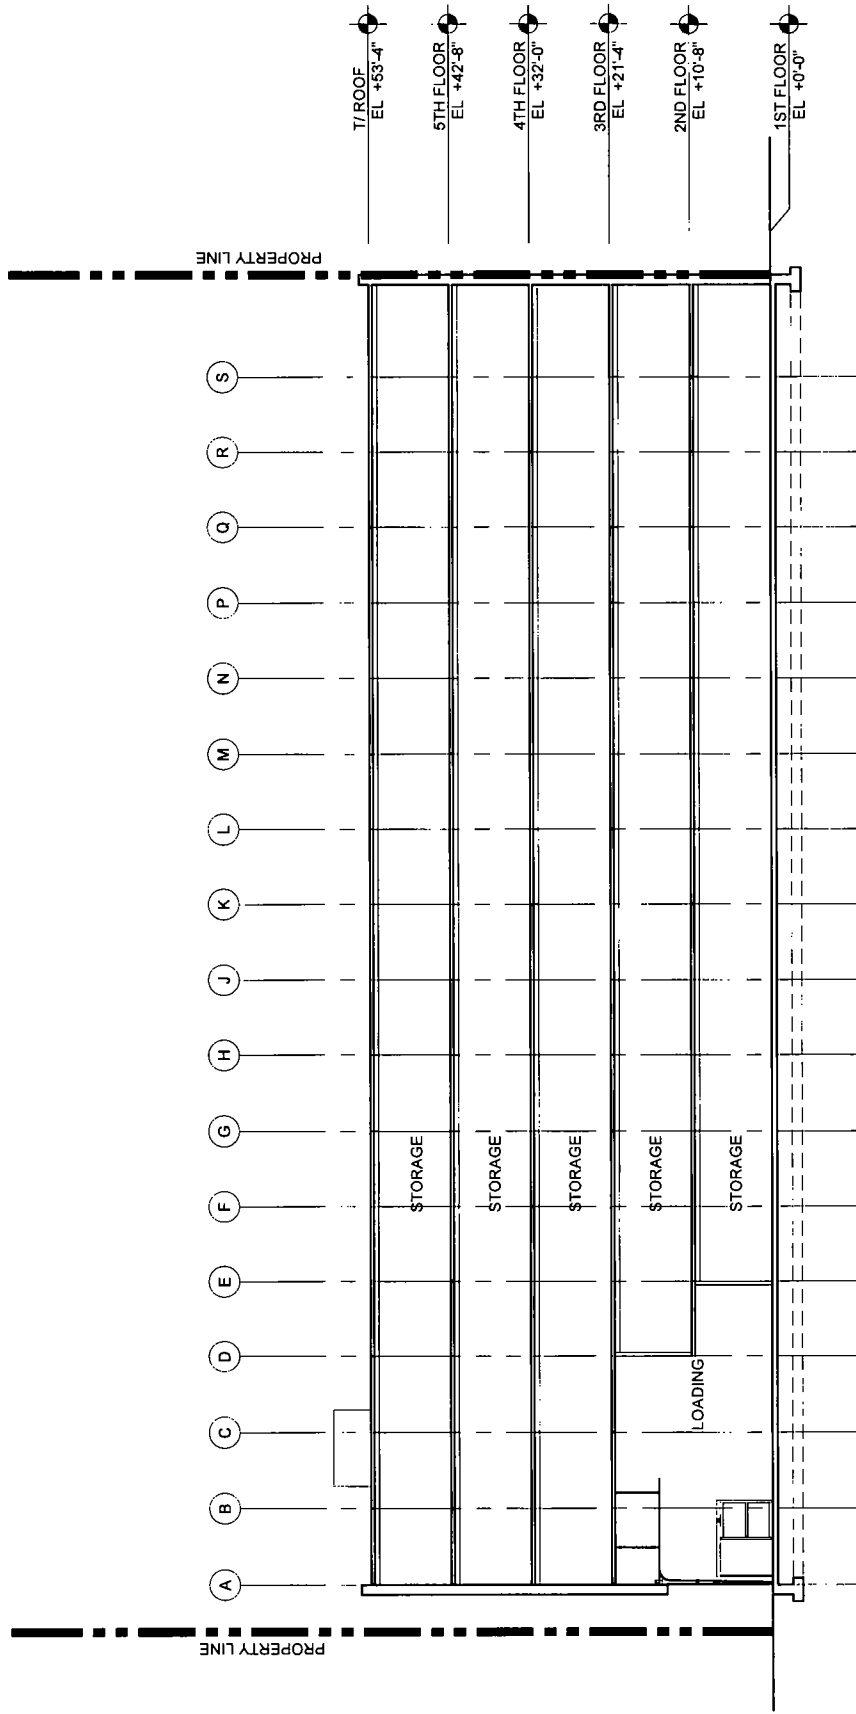 PROPERTY LINE
PROPERTY LINE
A
B
C
D
E
F
G
H
J
K
L
M
N
P
Q
R
S
T/ ROOF
EL +53'-4"
5TH FLOOR
EL +42'-8"
4TH FLOOR
EL +32'-0"
3RD FLOOR
EL +21'-4"
2ND FLOOR
EL +10'-8"
1ST FLOOR
EL +0'-0"
STORAGE
STORAGE
STORAGE
STORAGE
STORAGE
LOADING